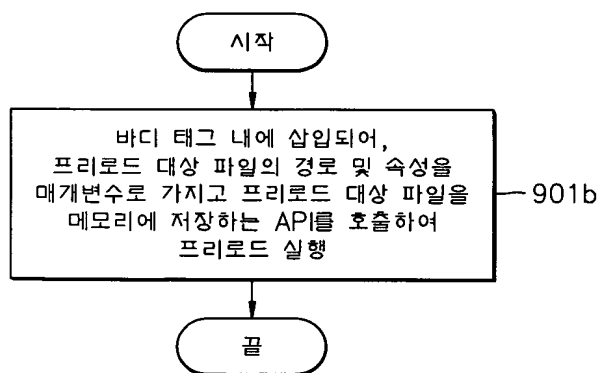 시작
바디 태그 내에 삽입되어,
프리로드 대상 파일의 경로 및 속성을
매개변수로 가지고 프리로드 대상 파일을
메모리에 저장하는 API를 호출하여
프리로드 실행
901b
끝